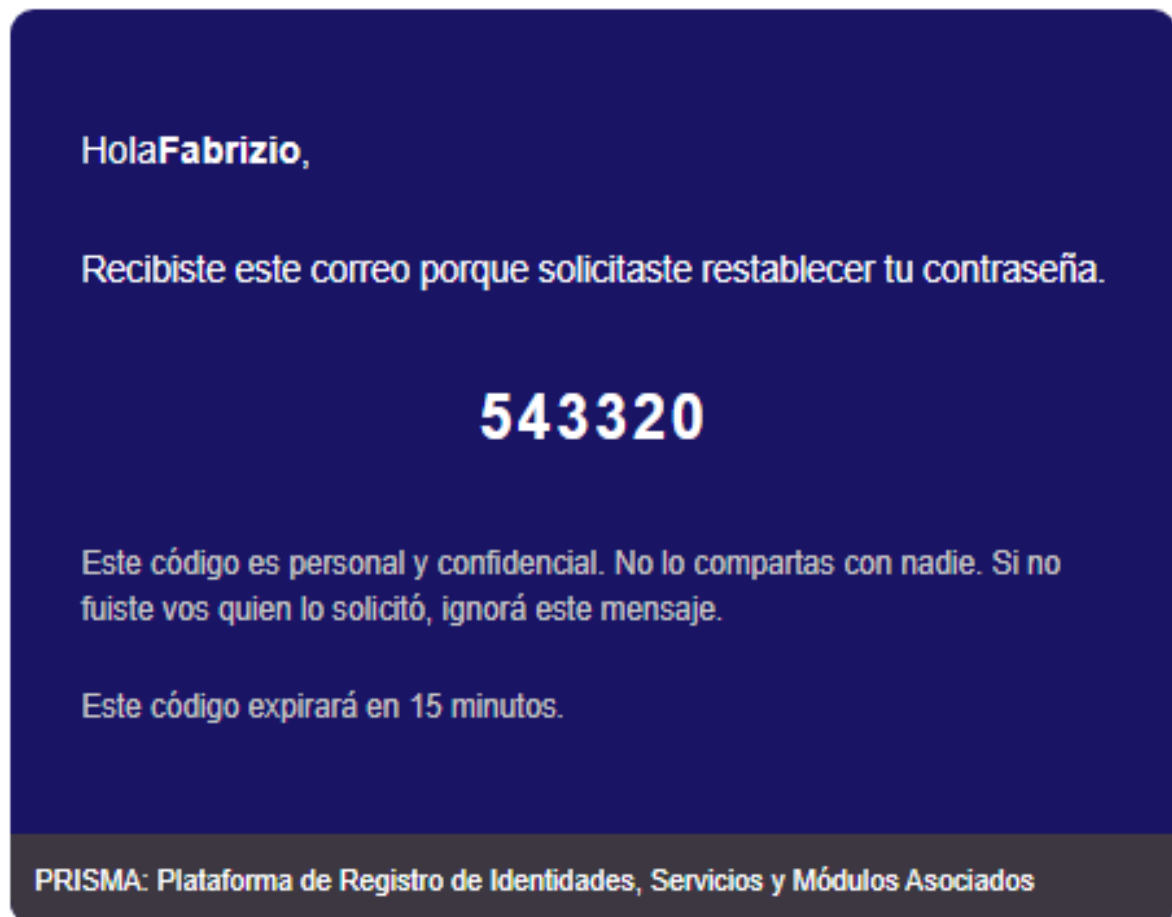 HolaFabrizio,
Recibiste este correo porque solicitaste restablecer tu contraseña.
543320
Este código es personal y confidencial. No lo compartas con nadie. Si no
fuiste vos quien lo solicitó, ignorá este mensaje.
Este código expirará en 15 minutos.
PRISMA: Plataforma de Registro de Identidades, Servicios y Módulos Asociados